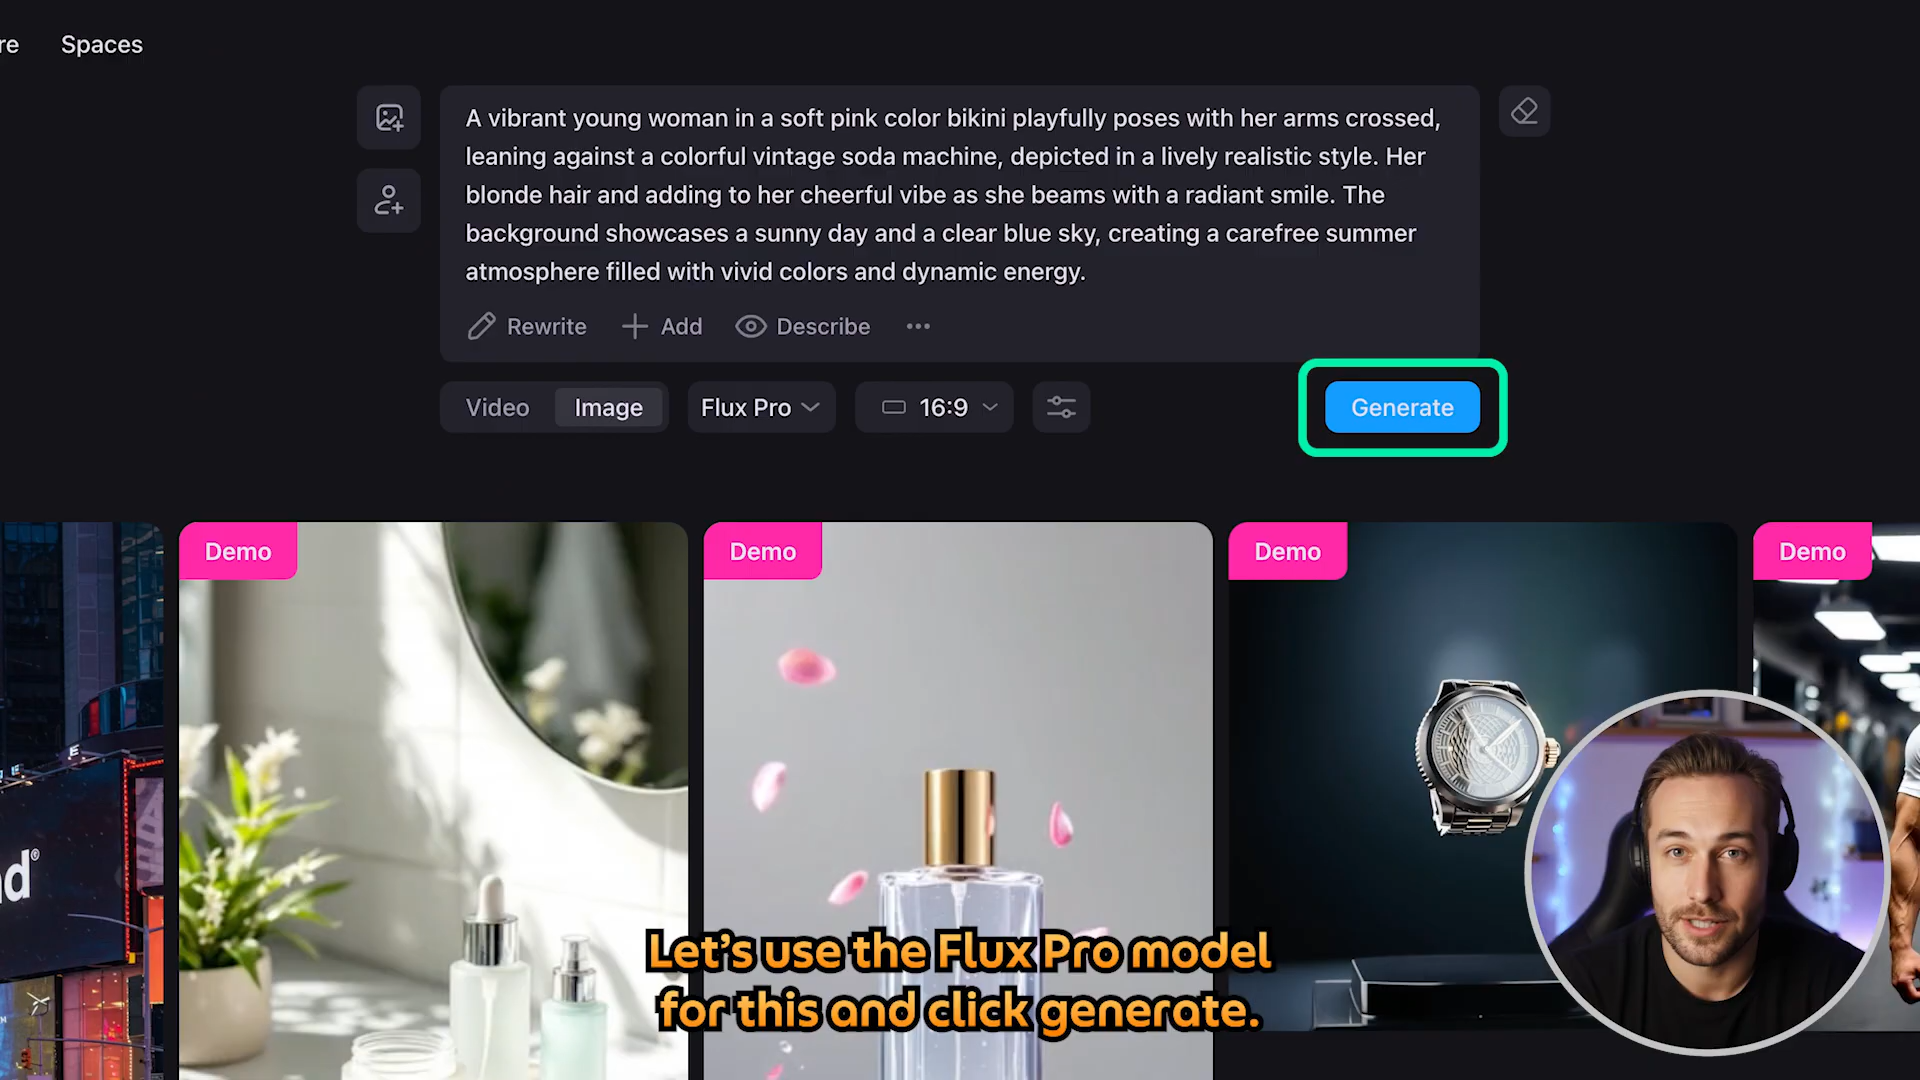 re Spaces
A vibrant young woman in a soft pink color bikini playfully poses with her arms crossed,
leaning against a colorful vintage soda machine, depicted in a lively realistic style. Her
blonde hair and adding to her cheerful vibe as she beams with a radiant smile. The
background showcases a sunny day and a clear blue sky, creating a carefree summer
atmosphere filled with vivid colors and dynamic energy.
Rewrite Add Describe
Video Image Flux Pro 16:9 Generate
Demo Demo Demo Demo
d®
Let's use the Flux Pro model
for this and click generate.